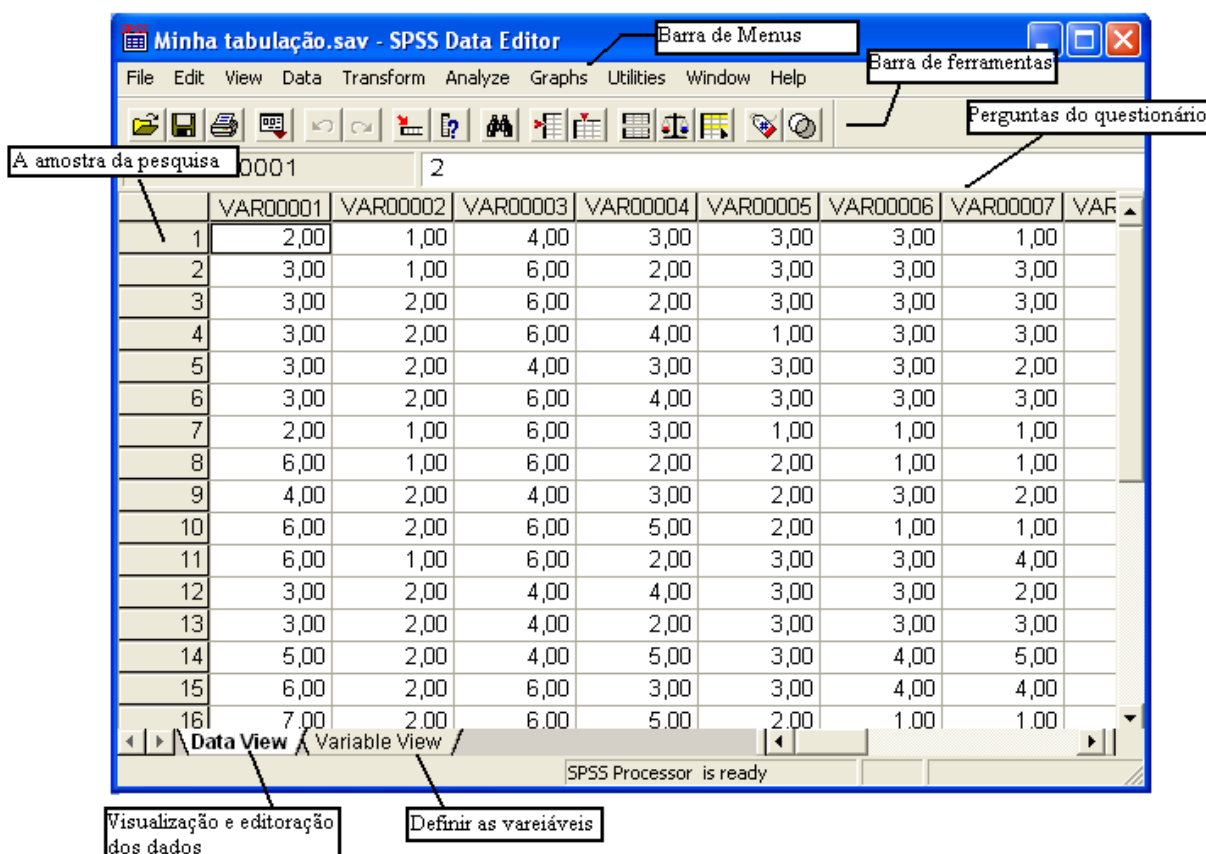 Minha tabulação.sav - SPSS Data Editor
Barra de Menus
File Edit View Data Transform Analyze Graphs Utilities Window Help
Barra de ferramentas
Perguntas do questionário
A amostra da pesquisa
0001 2
VAR00001 VAR00002 VAR00003 VAR00004 VAR00005 VAR00006 VAR00007 VAR
1 2,00 1,00 4,00 3,00 3,00 3,00 1,00
2 3,00 1,00 6,00 2,00 3,00 3,00 3,00
3 3,00 2,00 6,00 2,00 3,00 3,00 3,00
4 3,00 2,00 6,00 4,00 1,00 3,00 3,00
5 3,00 2,00 4,00 3,00 3,00 3,00 2,00
6 3,00 2,00 6,00 4,00 3,00 3,00 3,00
7 2,00 1,00 6,00 3,00 1,00 1,00 1,00
8 6,00 1,00 6,00 2,00 2,00 1,00 1,00
9 4,00 2,00 4,00 3,00 2,00 3,00 2,00
10 6,00 2,00 6,00 5,00 2,00 1,00 1,00
11 6,00 1,00 6,00 2,00 3,00 3,00 4,00
12 3,00 2,00 4,00 4,00 3,00 3,00 2,00
13 3,00 2,00 4,00 2,00 3,00 3,00 3,00
14 5,00 2,00 4,00 5,00 3,00 4,00 5,00
15 6,00 2,00 6,00 3,00 3,00 4,00 4,00
16 7,00 2,00 6,00 5,00 2,00 1,00 1,00
Data View Variable View
SPSS Processor is ready
Visualização e editoração
dos dados
Definir as vareiáveis